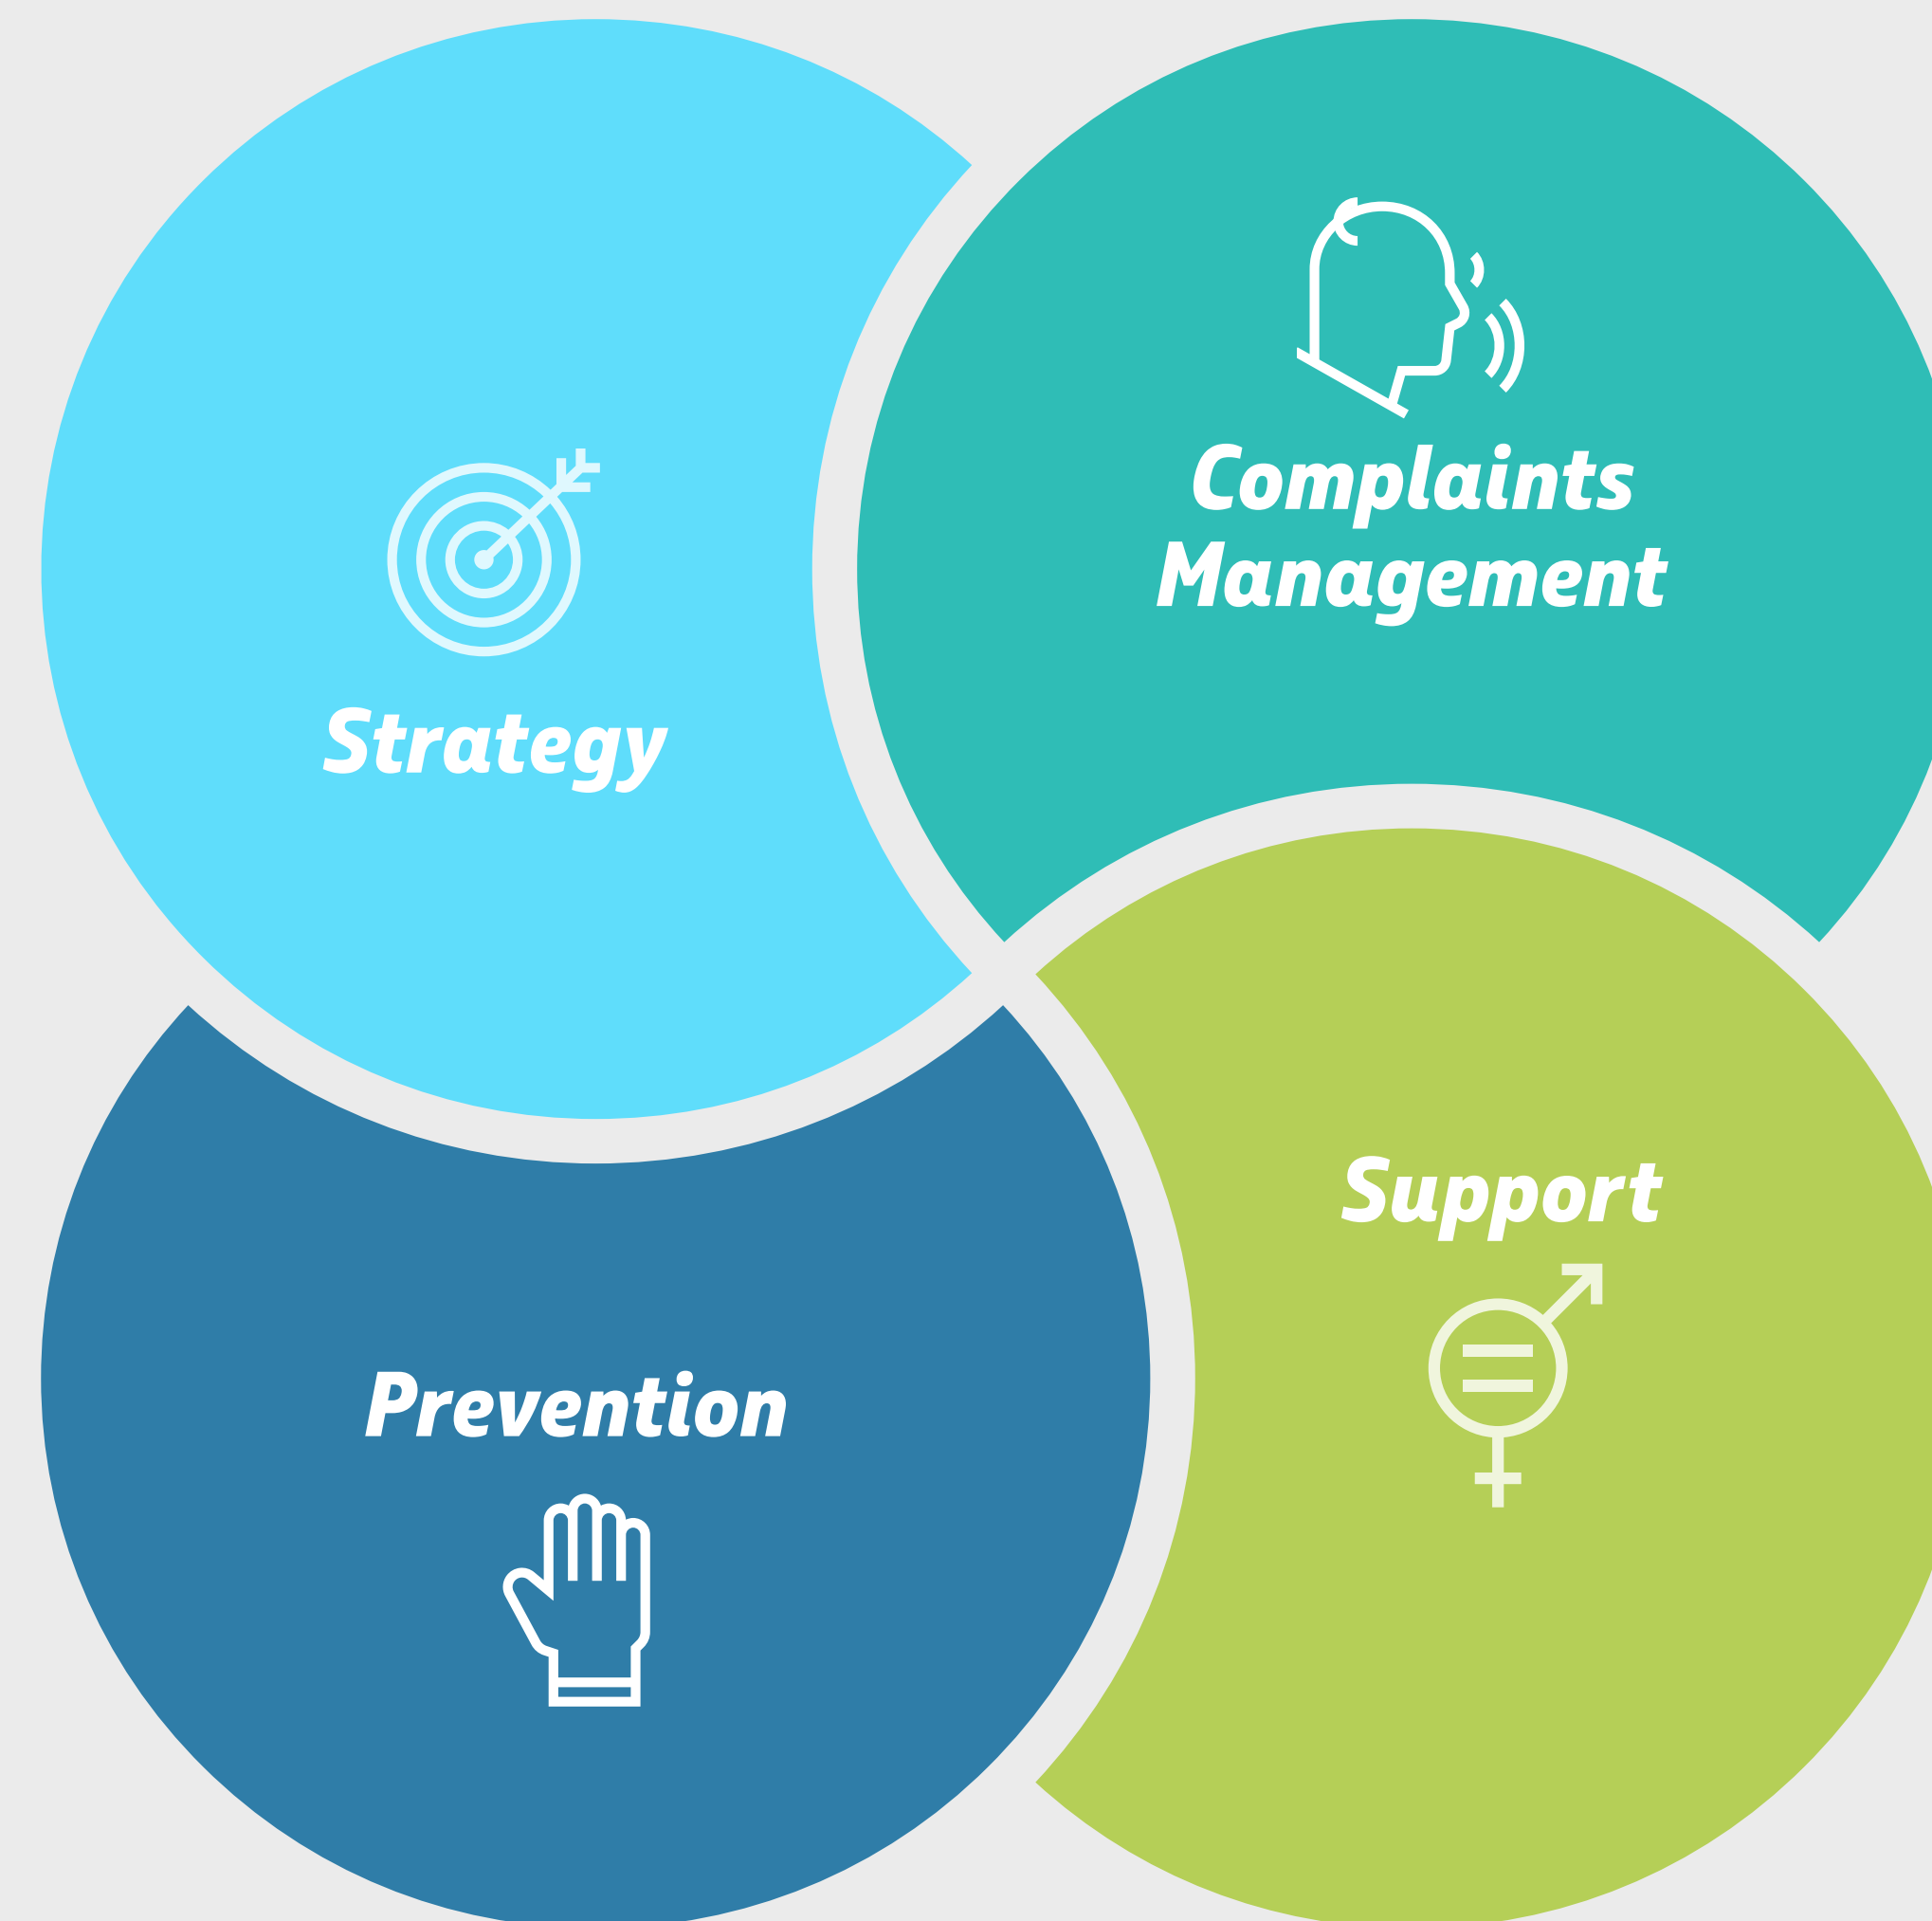 Strategy
Complaints
Management
Prevention
Support